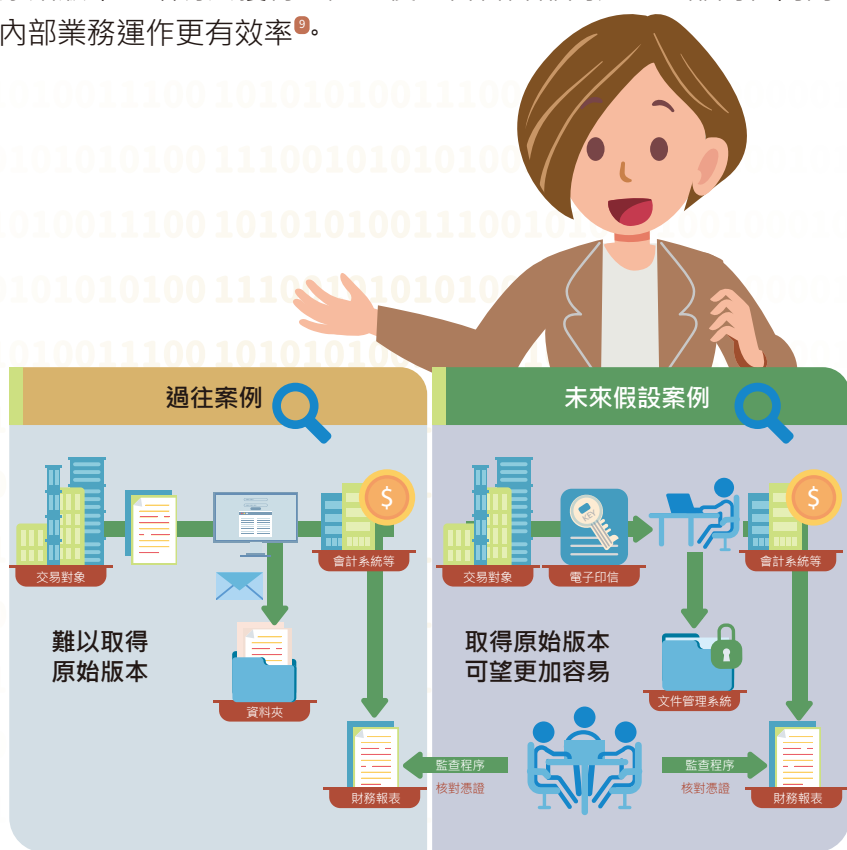 內部業務運作更有效率⁹。
過往案例
交易對象
會計系統等
難以取得
原始版本
資料夾
財務報表
未來假設案例
$
$
KEY
交易對象
電子印信
會計系統等
取得原始版本
可望更加容易
文件管理系統
監查程序
核對憑證
監查程序
核對憑證
財務報表